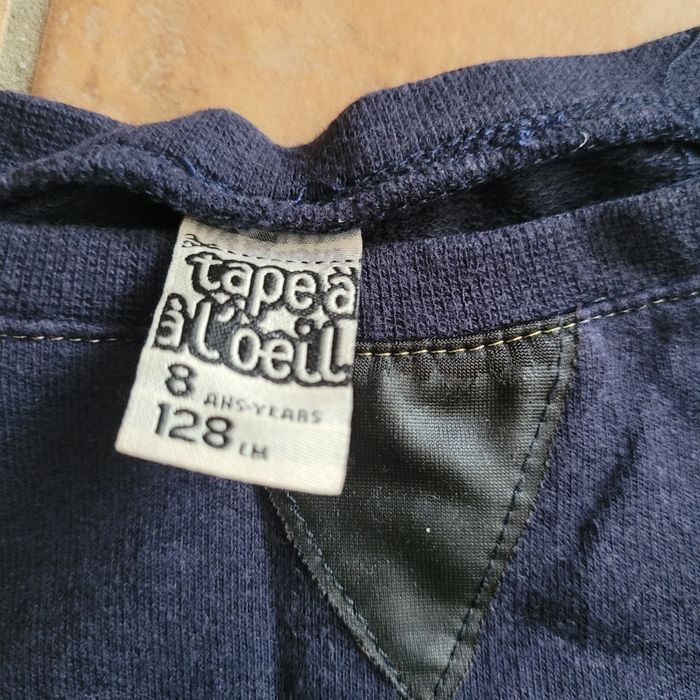 tape à
à l'oeil
8 ANS-YEARS
128 CM